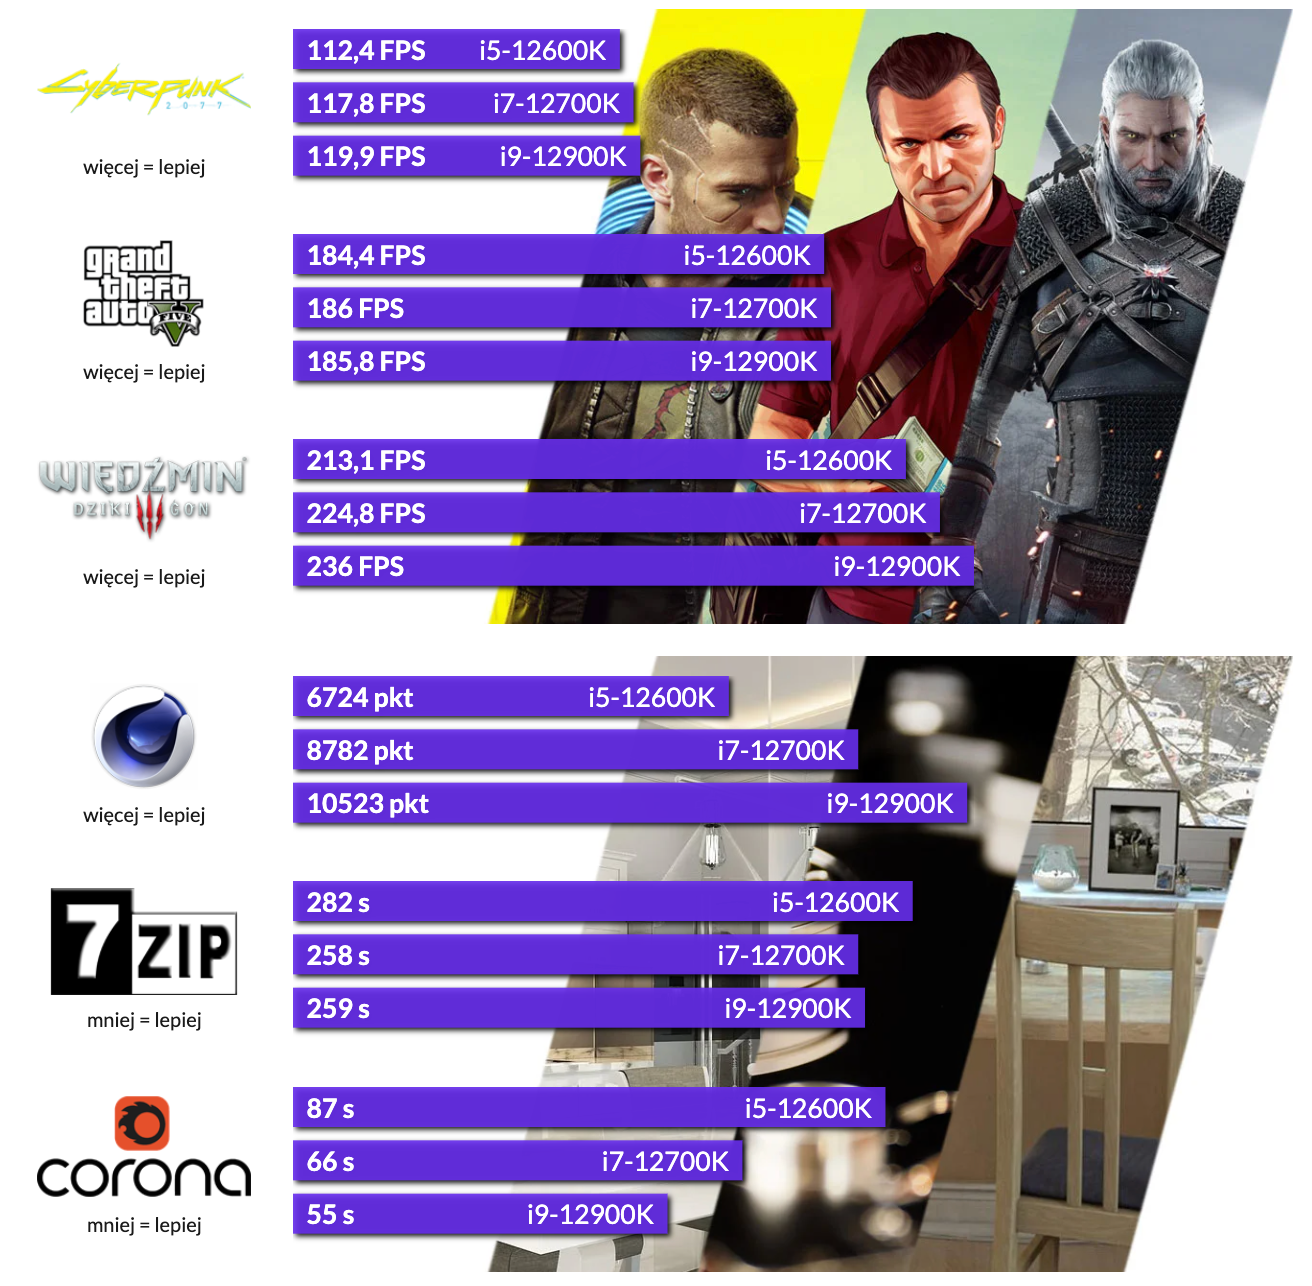 CYBERPUNK
2077
więcej = lepiej
112,4 FPS i5-12600K
117,8 FPS i7-12700K
119,9 FPS i9-12900K
grand
theft
auto V
FIVE
więcej = lepiej
184,4 FPS i5-12600K
186 FPS i7-12700K
185,8 FPS i9-12900K
WIEDŹMIN
DZIKI GON
więcej = lepiej
213,1 FPS i5-12600K
224,8 FPS i7-12700K
236 FPS i9-12900K
więcej = lepiej
6724 pkt i5-12600K
8782 pkt i7-12700K
10523 pkt i9-12900K
7ZIP
mniej = lepiej
282 s i5-12600K
258 s i7-12700K
259 s i9-12900K
corona
mniej = lepiej
87 s i5-12600K
66 s i7-12700K
55 s i9-12900K